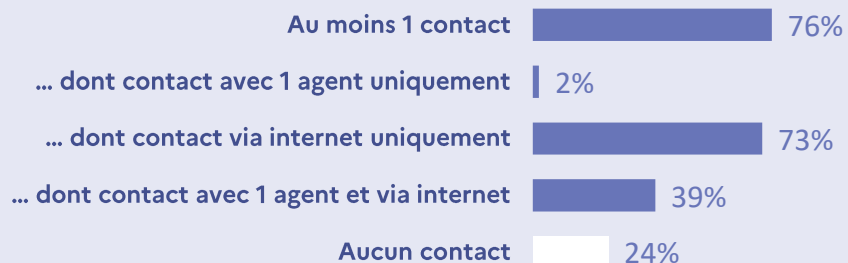 Au moins 1 contact 76%
... dont contact avec 1 agent uniquement 2%
... dont contact via internet uniquement 73%
... dont contact avec 1 agent et via internet 39%
Aucun contact 24%